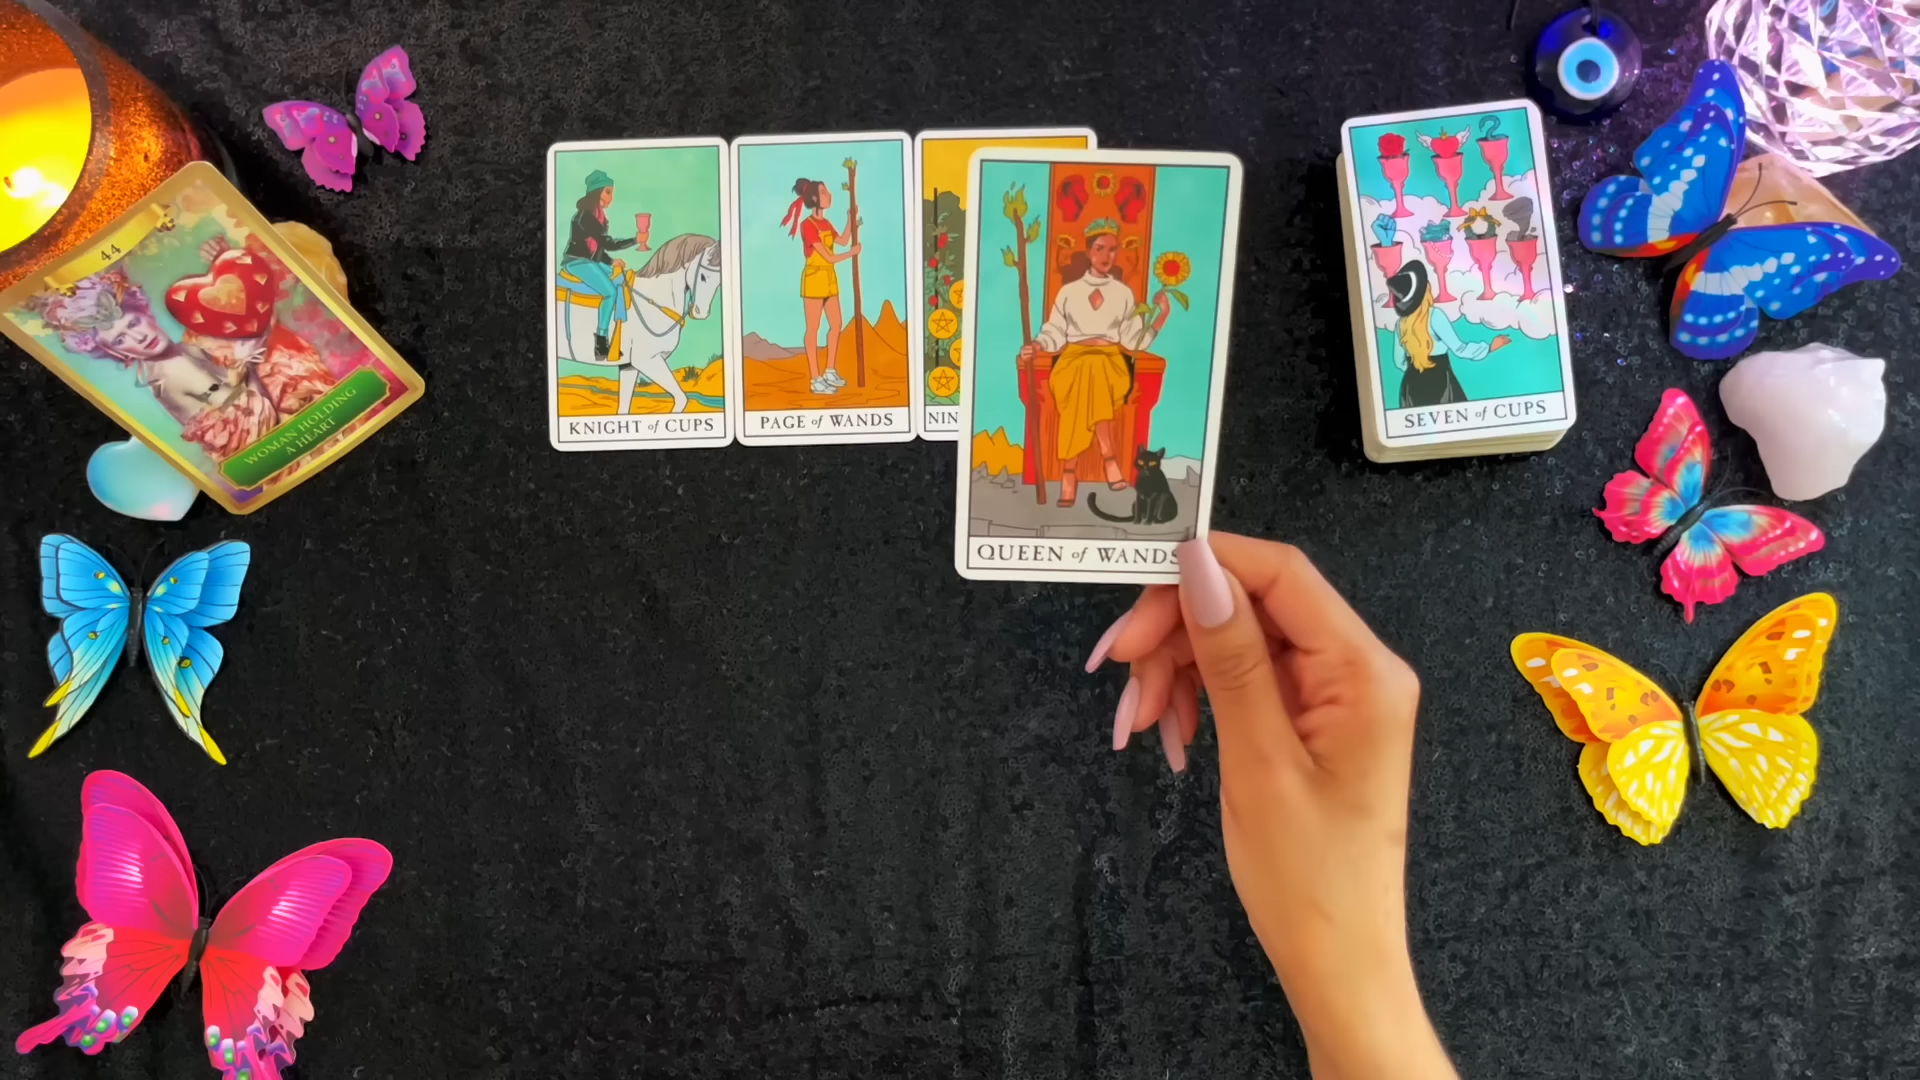 44
WOMAN HOLDING
A HEART
KNIGHT of CUPS
PAGE of WANDS
NIN
QUEEN of WANDS
SEVEN of CUPS